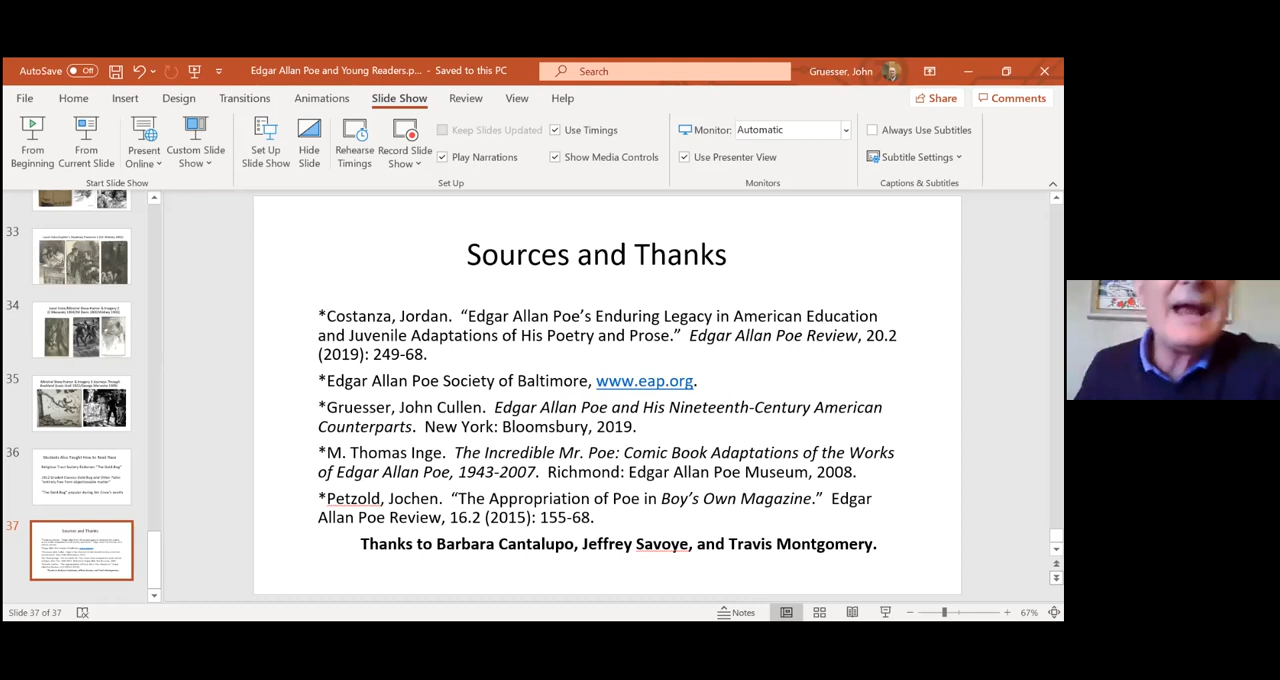 AutoSave Off
Edgar Allan Poe and Young Readers.p... - Saved to this PC
Search
Gruesser, John
File Home Insert Design Transitions Animations Slide Show Review View Help
Share Comments
From Beginning
From Current Slide
Present Online
Custom Slide Show
Start Slide Show
Set Up Slide Show
Hide Slide
Rehearse Timings
Record Slide Show
Keep Slides Updated
Play Narrations
Use Timings
Show Media Controls
Set Up
Monitor: Automatic
Use Presenter View
Monitors
Always Use Subtitles
Subtitle Settings
Captions & Subtitles
33
34
35
36
Students Also Taught How to Read Them
37
Sources and Thanks
Sources and Thanks
*Costanza, Jordan. “Edgar Allan Poe’s Enduring Legacy in American Education
and Juvenile Adaptations of His Poetry and Prose.” Edgar Allan Poe Review, 20.2
(2019): 249-68.
*Edgar Allan Poe Society of Baltimore, www.eap.org.
*Gruesser, John Cullen. Edgar Allan Poe and His Nineteenth-Century American
Counterparts. New York: Bloomsbury, 2019.
*M. Thomas Inge. The Incredible Mr. Poe: Comic Book Adaptations of the Works
of Edgar Allan Poe, 1943-2007. Richmond: Edgar Allan Poe Museum, 2008.
*Petzold, Jochen. “The Appropriation of Poe in Boy’s Own Magazine.” Edgar
Allan Poe Review, 16.2 (2015): 155-68.
Thanks to Barbara Cantalupo, Jeffrey Savoye, and Travis Montgomery.
Slide 37 of 37
Notes
67%